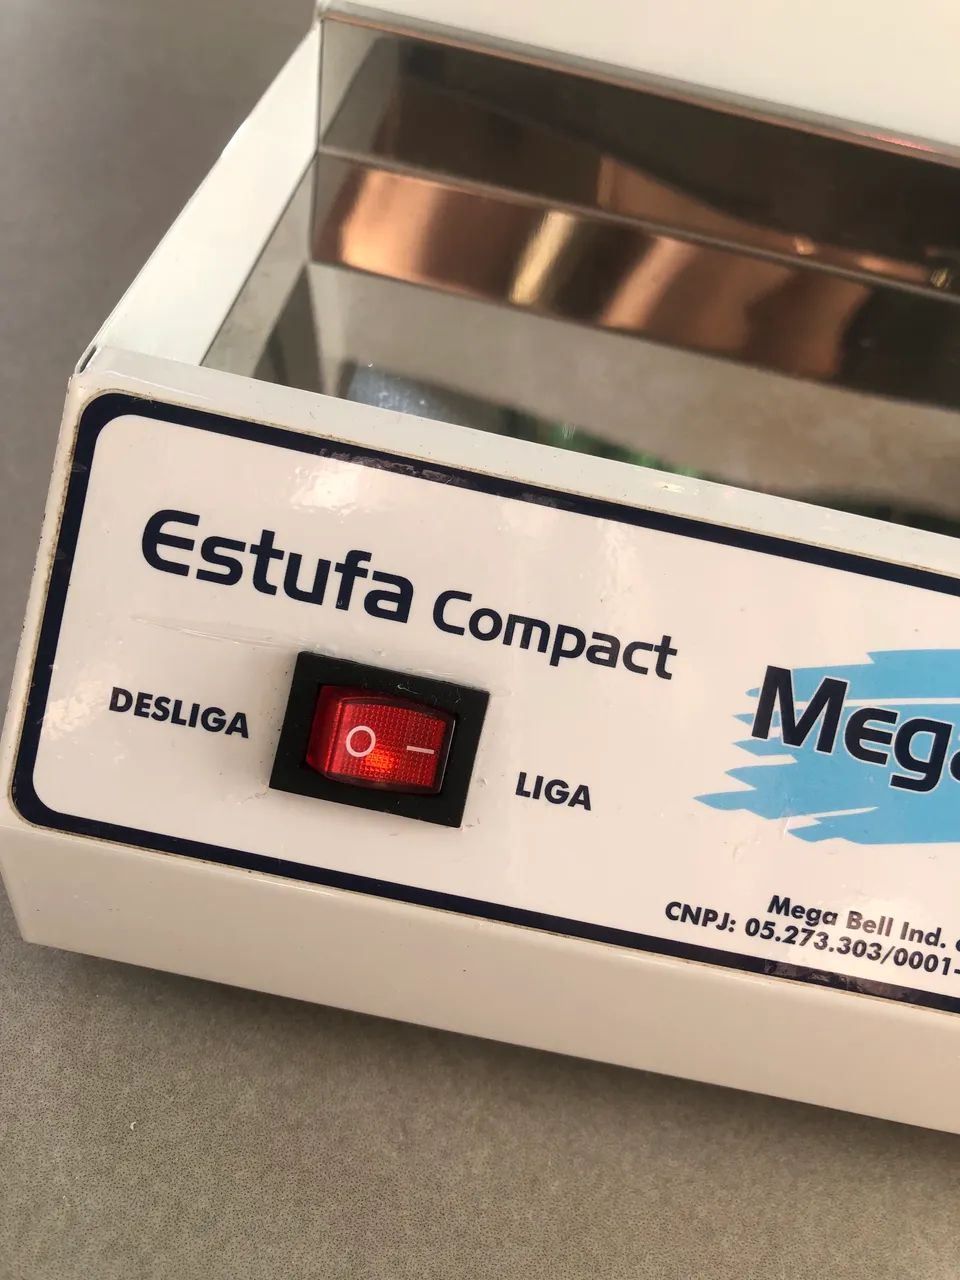 Estufa Compact
DESLIGA
O —
LIGA
Mega
Mega Bell Ind.
CNPJ: 05.273.303/0001-